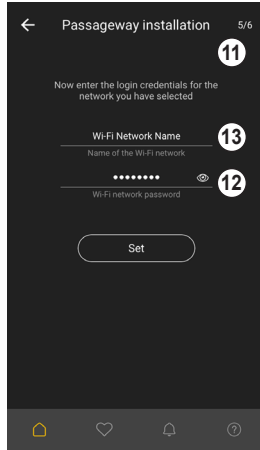 Passageway installation 5/6
11
Now enter the login credentials for the
network you have selected
Wi-Fi Network Name 13
Name of the Wi-Fi network
•••••••• 12
Wi-Fi network password
Set
?